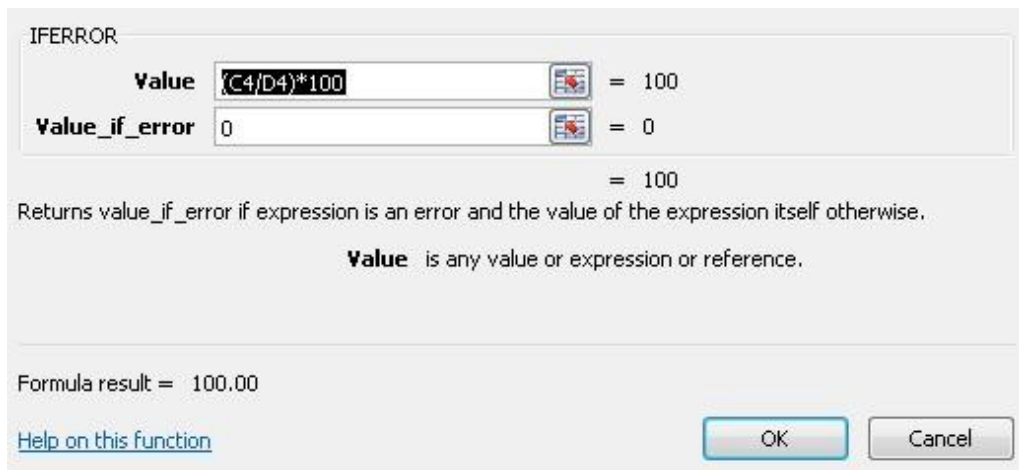 IFERROR
Value (C4/D4)*100 = 100
Value_if_error 0 = 0
= 100
Returns value_if_error if expression is an error and the value of the expression itself otherwise.
Value is any value or expression or reference.
Formula result = 100.00
Help on this function OK Cancel